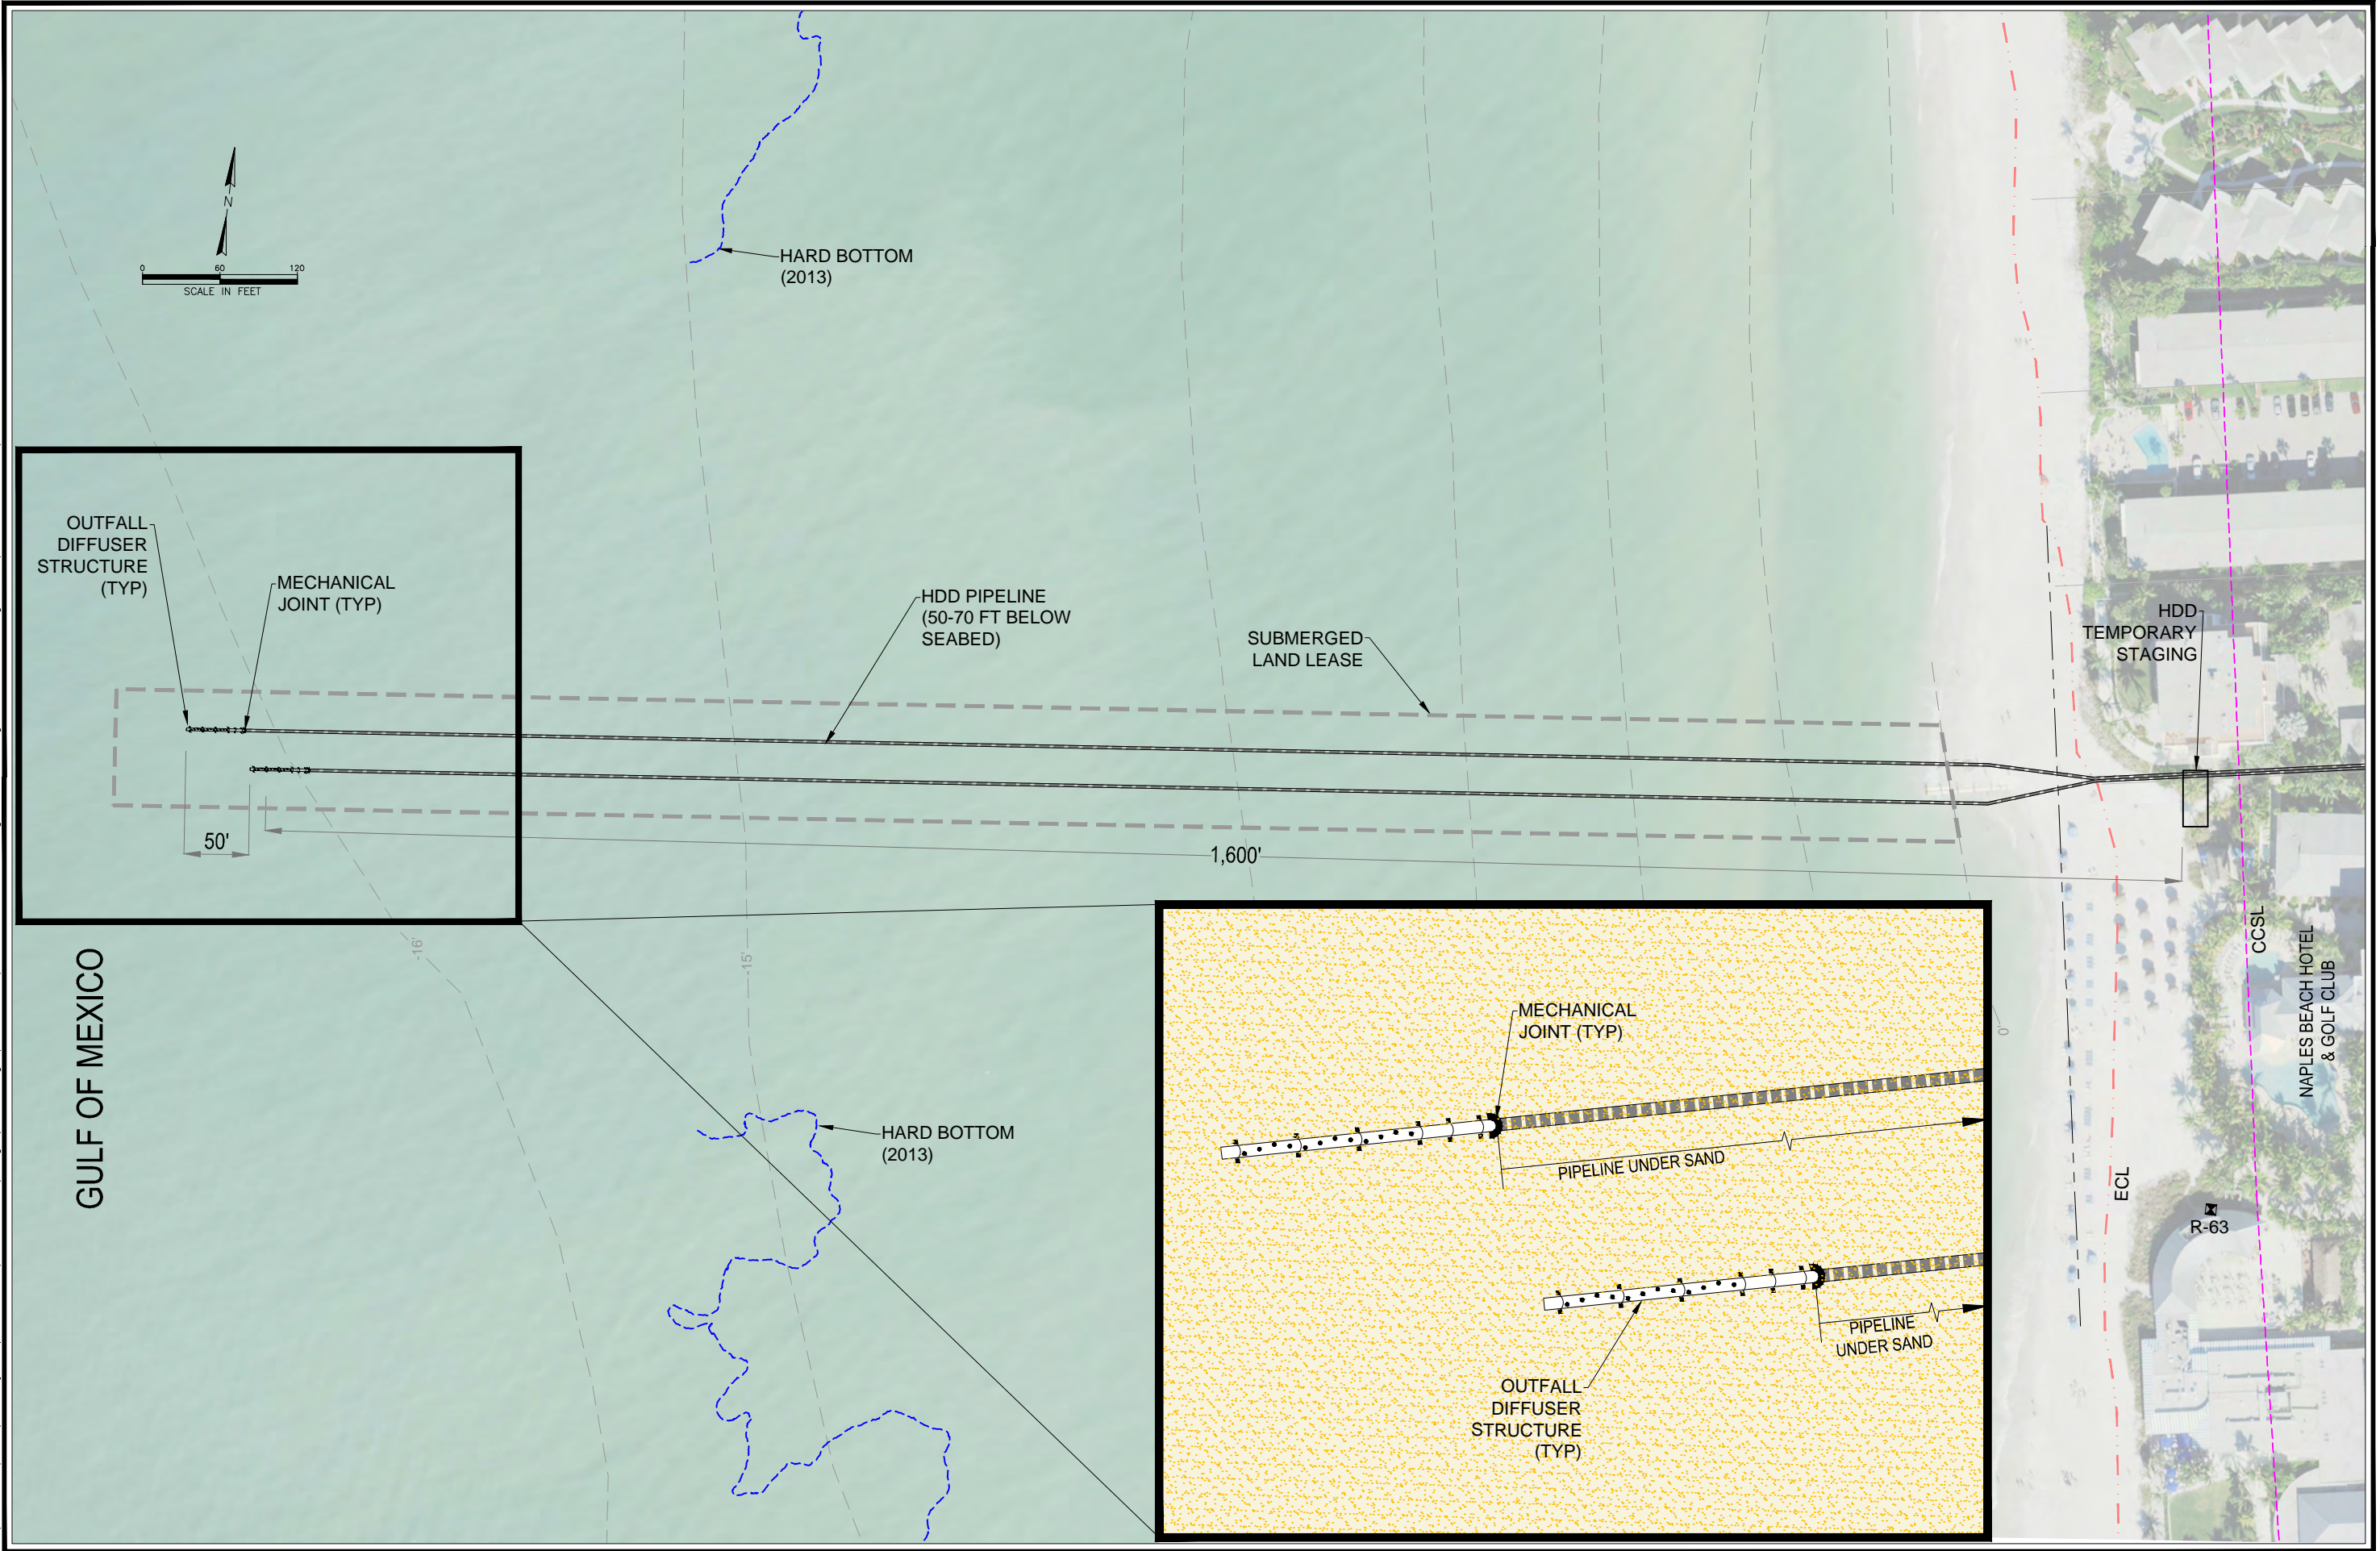 N
0 60 120
SCALE IN FEET
HARD BOTTOM
(2013)
OUTFALL
DIFFUSER
STRUCTURE
(TYP)
MECHANICAL
JOINT (TYP)
HDD PIPELINE
(50-70 FT BELOW
SEABED)
SUBMERGED
LAND LEASE
HDD
TEMPORARY
STAGING
50'
1,600'
-16'
-15'
0'
GULF OF MEXICO
HARD BOTTOM
(2013)
MECHANICAL
JOINT (TYP)
PIPELINE UNDER SAND
PIPELINE
UNDER SAND
OUTFALL
DIFFUSER
STRUCTURE
(TYP)
ECL
CCSL
NAPLES BEACH HOTEL
& GOLF CLUB
R-63